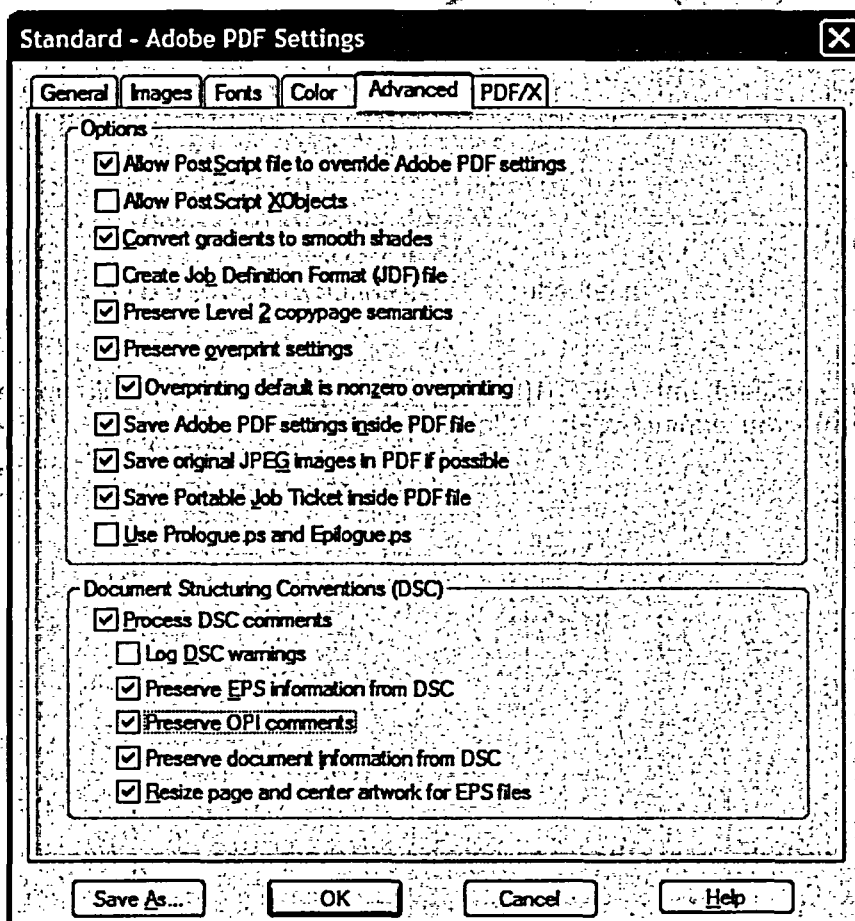 Standard - Adobe PDF Settings
General Images Fonts Color Advanced PDF/X
Options
Allow PostScript file to override Adobe PDF settings
Allow PostScript XObjects
Convert gradients to smooth shades
Create Job Definition Format (JDF) file
Preserve Level 2 copypage semantics
Preserve overprint settings
Overprinting default is nonzero overprinting
Save Adobe PDF settings inside PDF file
Save original JPEG images in PDF if possible
Save Portable Job Ticket inside PDF file
Use Prologue.ps and Epilogue.ps
Document Structuring Conventions (DSC)
Process DSC comments
Log DSC warnings
Preserve EPS information from DSC
Preserve OPI comments
Preserve document information from DSC
Resize page and center artwork for EPS files
Save As... OK Cancel Help